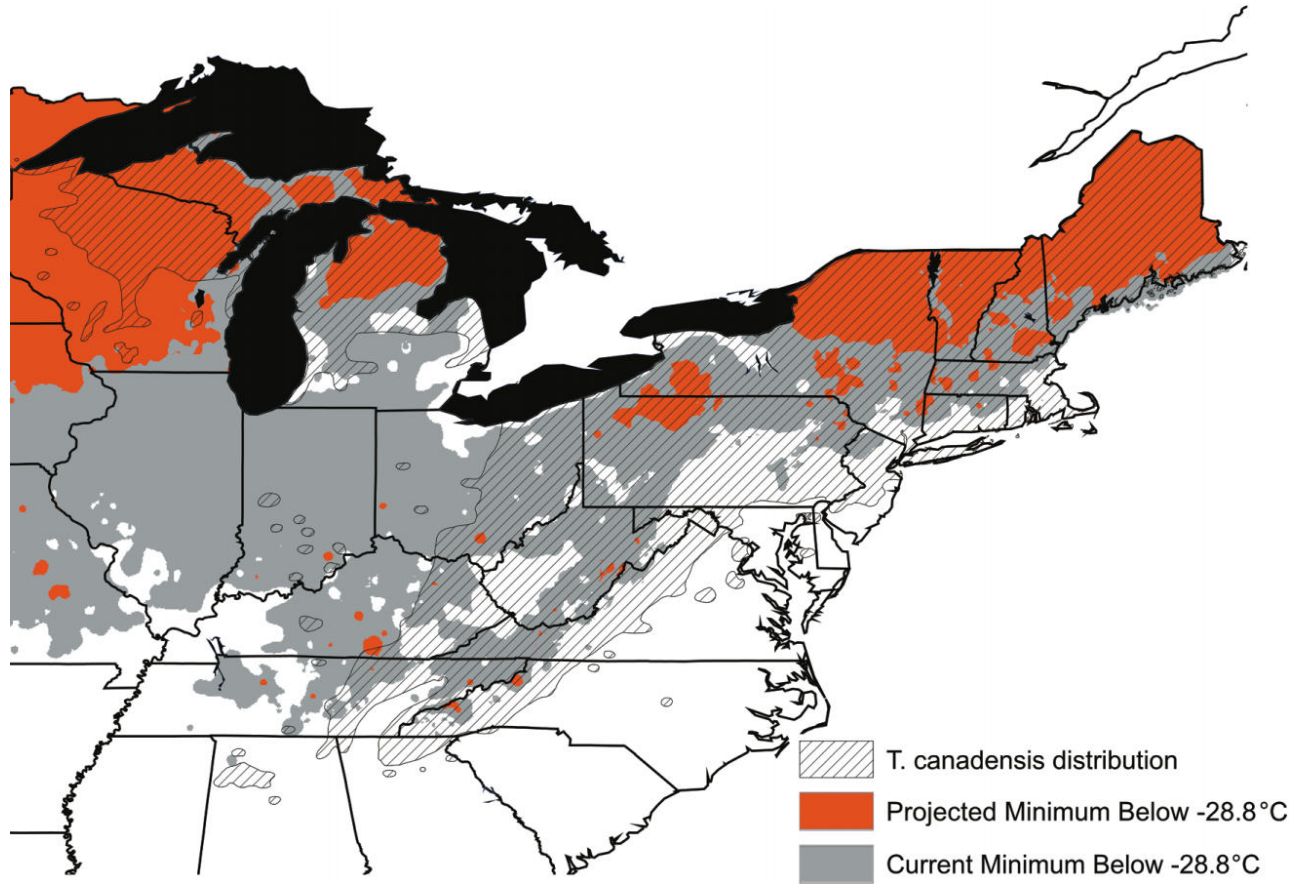 T. canadensis distribution
Projected Minimum Below -28.8°C
Current Minimum Below -28.8°C